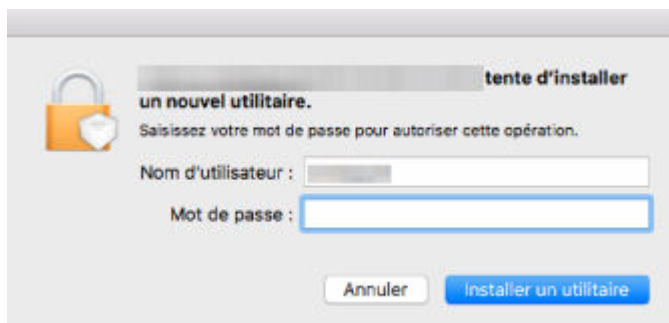 tente d'installer
un nouvel utilitaire.
Saisissez votre mot de passe pour autoriser cette opération.
Nom d'utilisateur :
Mot de passe :
Annuler
Installer un utilitaire